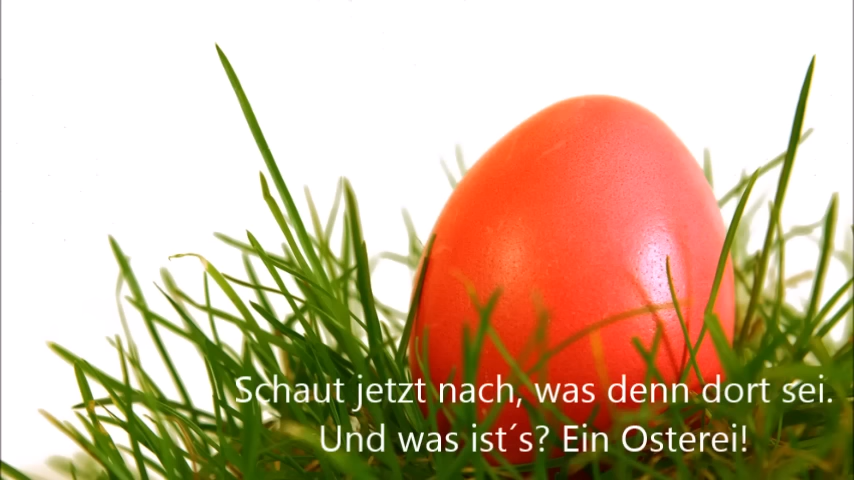 Schaut jetzt nach, was denn dort sei.
Und was ist´s? Ein Osterei!